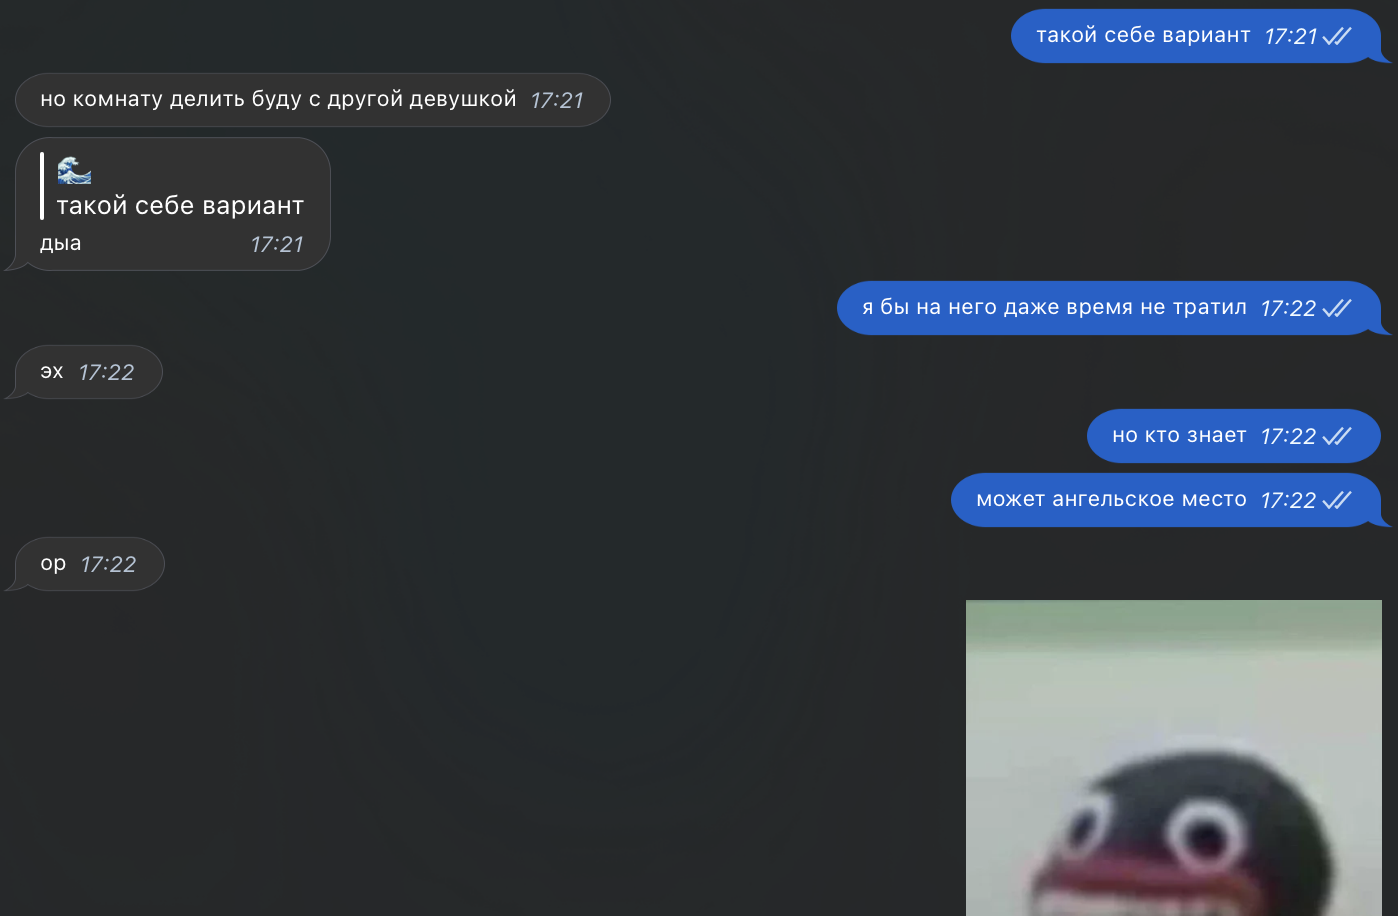 такой себе вариант 17:21
но комнату делить буду с другой девушкой 17:21
🌊
такой себе вариант
дыа 17:21
я бы на него даже время не тратил 17:22
эх 17:22
но кто знает 17:22
может ангельское место 17:22
ор 17:22